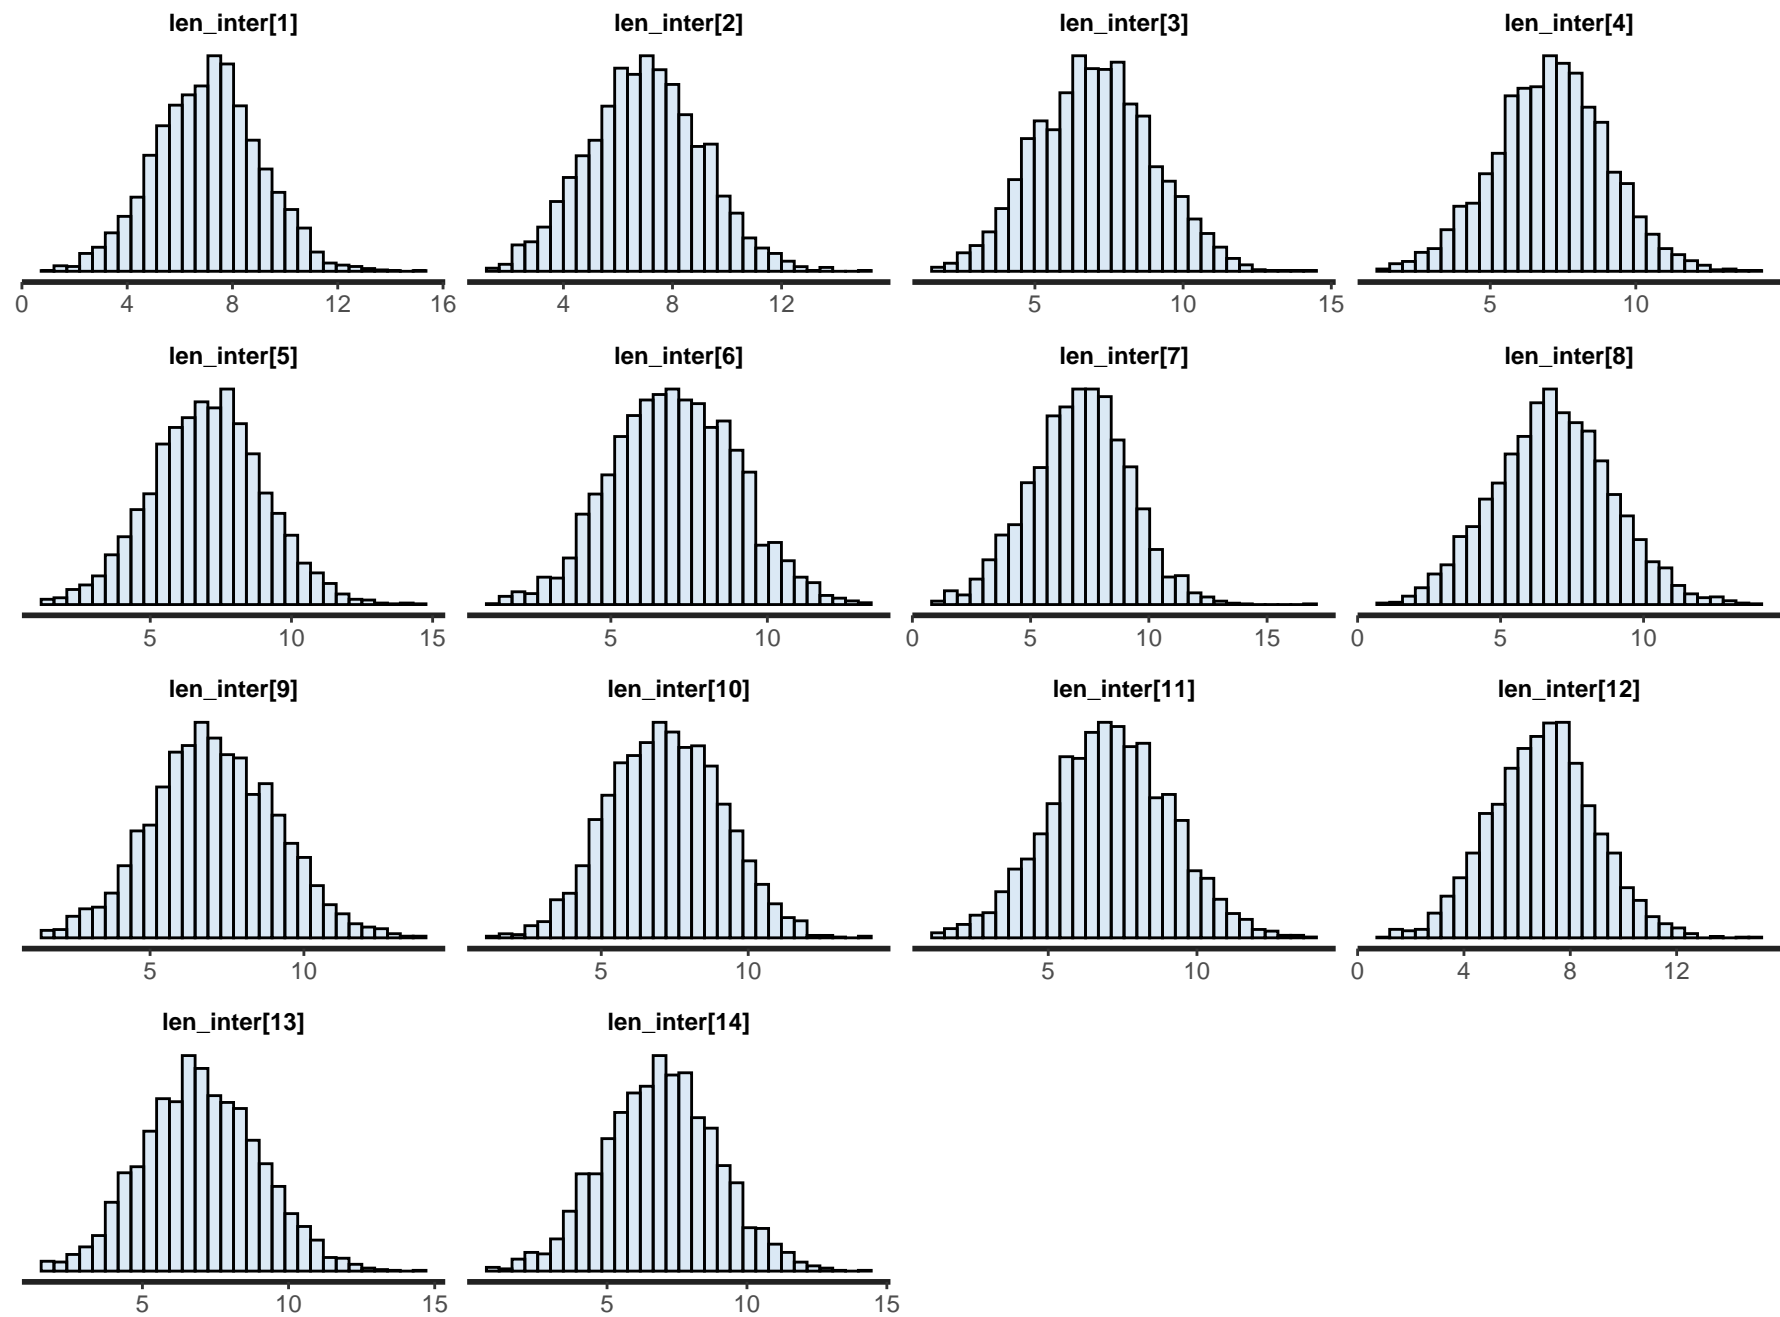 len_inter[1] len_inter[2] len_inter[3] len_inter[4]
0 4 8 12 16 4 8 12 5 10 15 5 10
len_inter[5] len_inter[6] len_inter[7] len_inter[8]
5 10 15 5 10 0 5 10 15 0 5 10
len_inter[9] len_inter[10] len_inter[11] len_inter[12]
5 10 5 10 5 10 0 4 8 12
len_inter[13] len_inter[14]
5 10 15 5 10 15